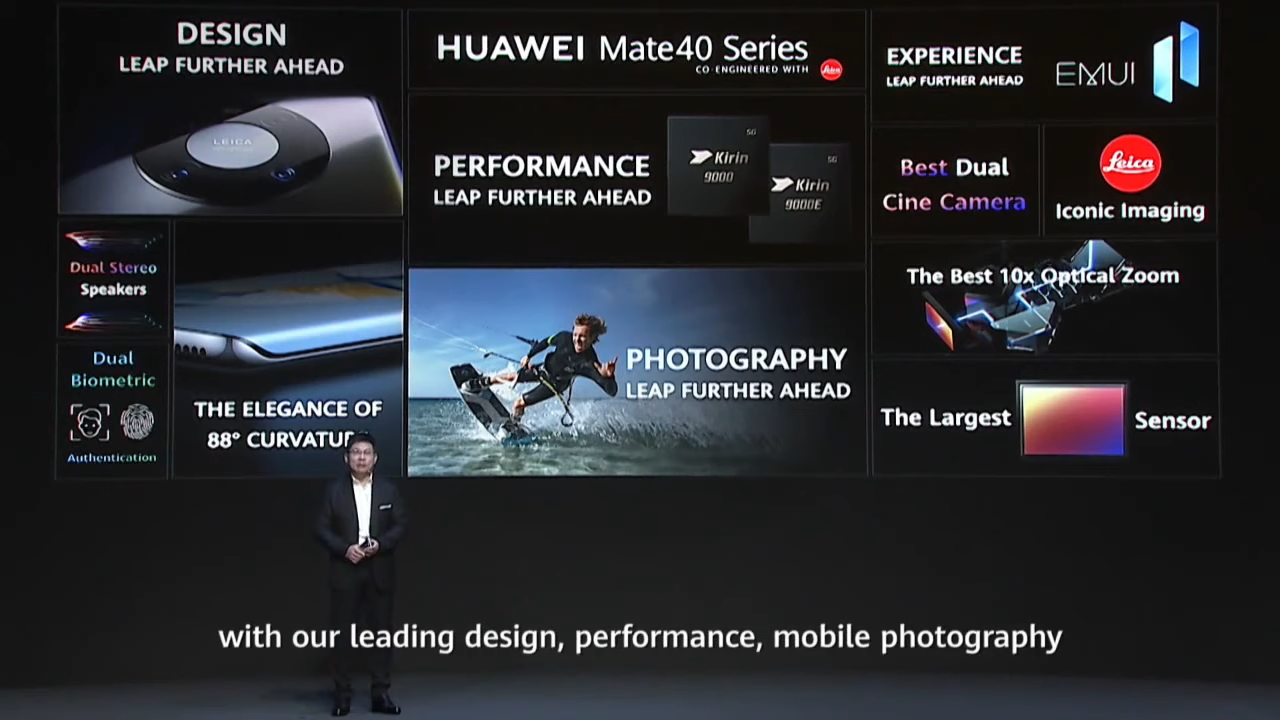 DESIGN
LEAP FURTHER AHEAD
LEICA
Dual Stereo
Speakers
Dual
Biometric
Authentication
THE ELEGANCE OF
88° CURVATUR
HUAWEI Mate40 Series
CO-ENGINEERED WITH Leica
PERFORMANCE
LEAP FURTHER AHEAD
5G
Kirin
9000
5G
Kirin
9000E
PHOTOGRAPHY
LEAP FURTHER AHEAD
EXPERIENCE
LEAP FURTHER AHEAD
EMUI
Best Dual
Cine Camera
Leica
Iconic Imaging
The Best 10x Optical Zoom
The Largest
Sensor
with our leading design, performance, mobile photography